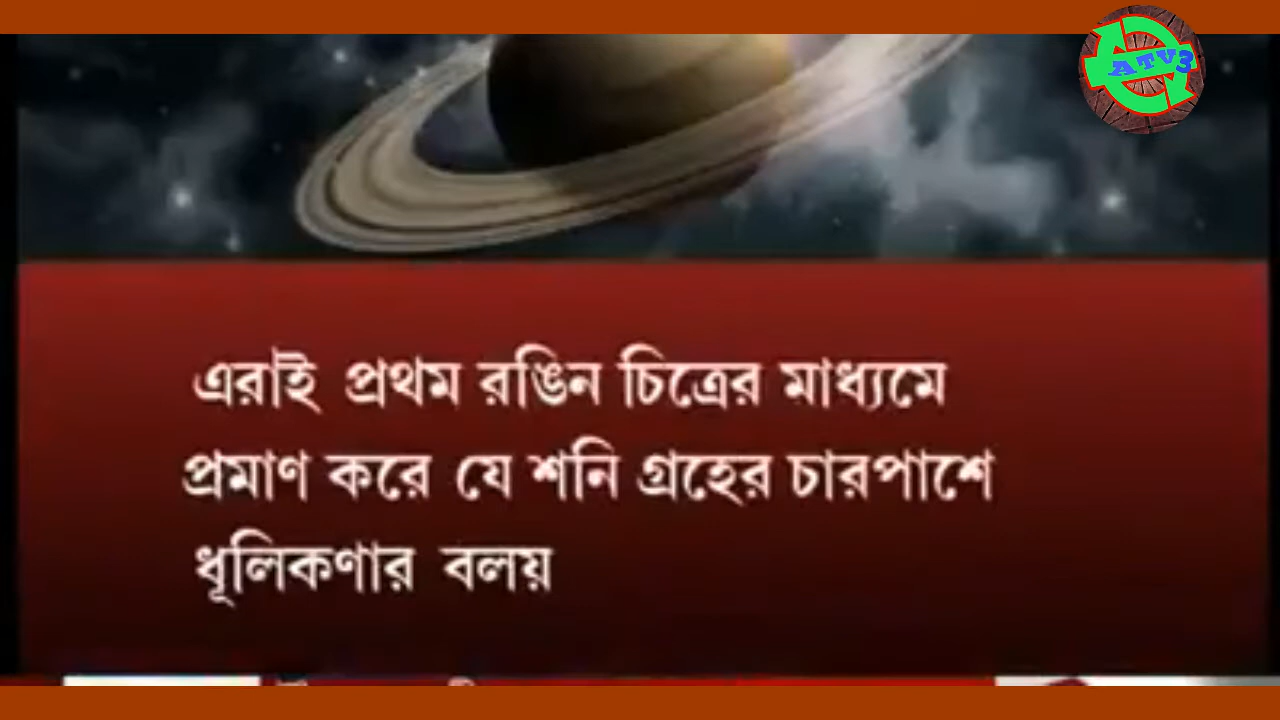 ATV3
এরাই প্রথম রঙিন চিত্রের মাধ্যমে
প্রমাণ করে যে শনি গ্রহের চারপাশে
ধূলিকণার বলয়